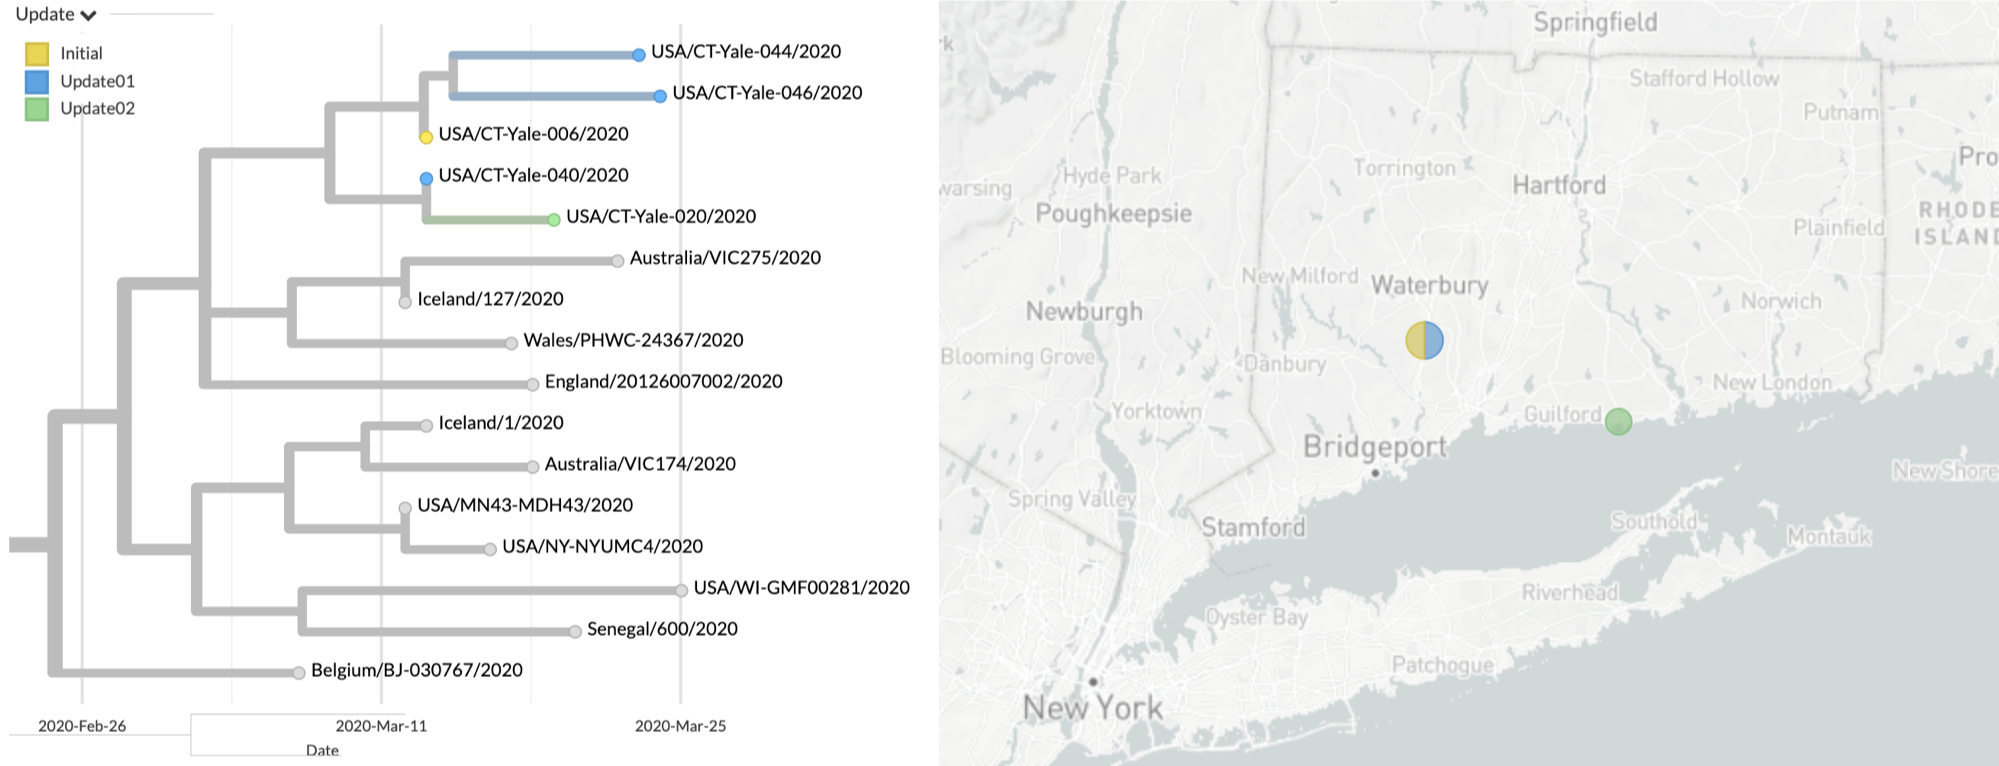 Update
Initial
Update01
Update02
USA/CT-Yale-044/2020
USA/CT-Yale-046/2020
USA/CT-Yale-006/2020
USA/CT-Yale-040/2020
USA/CT-Yale-020/2020
Australia/VIC275/2020
Iceland/127/2020
Wales/PHWC-24367/2020
England/20126007002/2020
Iceland/1/2020
Australia/VIC174/2020
USA/MN43-MDH43/2020
USA/NY-NYUMC4/2020
USA/WI-GMF00281/2020
Senegal/600/2020
Belgium/BJ-030767/2020
2020-Feb-26 2020-Mar-11 2020-Mar-25
Date
Springfield
rk
Stafford Hollow
Putnam
Pro
Torrington
Hyde Park
warsing
Hartford
Poughkeepsie
RHODE
ISLAND
Plainfield
New Milford
Waterbury
Norwich
Newburgh
Blooming Grove
Danbury
New London
Yorktown
Guilford
Bridgeport
New Shore
Spring Valley
Stamford
Southold
Montauk
Riverhead
Oyster Bay
Patchogue
New York